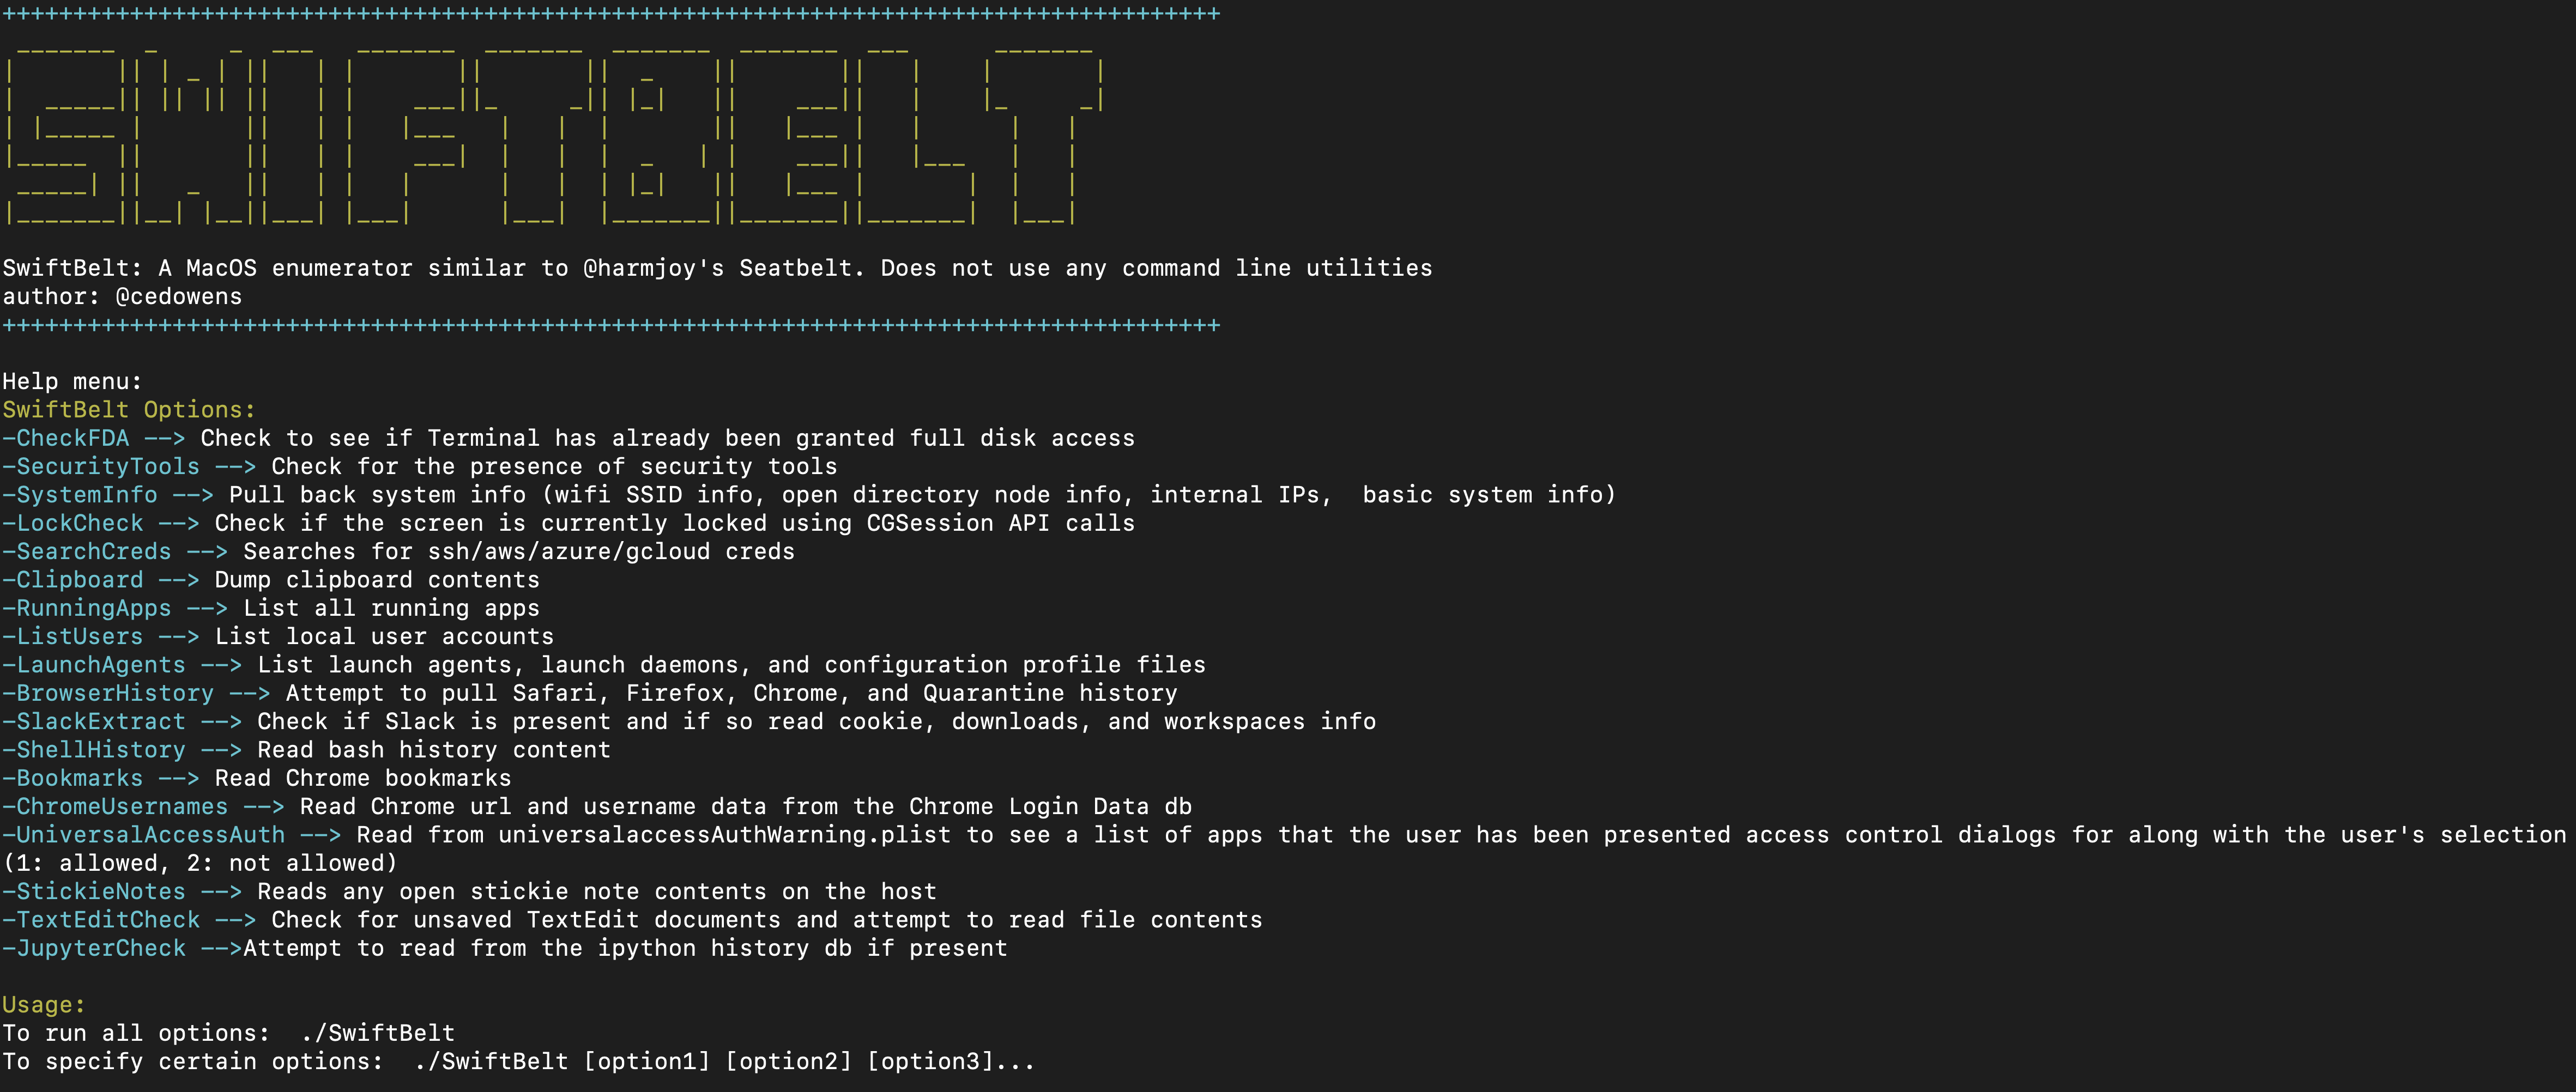 ++++++++++++++++++++++++++++++++++++++++++++++++++++++++++++++++++++++++++++++++++++++
SWIFTBELT
SwiftBelt: A MacOS enumerator similar to @harmjoy's Seatbelt. Does not use any command line utilities
author: @cedowens
++++++++++++++++++++++++++++++++++++++++++++++++++++++++++++++++++++++++++++++++++++++
Help menu:
SwiftBelt Options:
-CheckFDA --> Check to see if Terminal has already been granted full disk access
-SecurityTools --> Check for the presence of security tools
-SystemInfo --> Pull back system info (wifi SSID info, open directory node info, internal IPs,  basic system info)
-LockCheck --> Check if the screen is currently locked using CGSession API calls
-SearchCreds --> Searches for ssh/aws/azure/gcloud creds
-Clipboard --> Dump clipboard contents
-RunningApps --> List all running apps
-ListUsers --> List local user accounts
-LaunchAgents --> List launch agents, launch daemons, and configuration profile files
-BrowserHistory --> Attempt to pull Safari, Firefox, Chrome, and Quarantine history
-SlackExtract --> Check if Slack is present and if so read cookie, downloads, and workspaces info
-ShellHistory --> Read bash history content
-Bookmarks --> Read Chrome bookmarks
-ChromeUsernames --> Read Chrome url and username data from the Chrome Login Data db
-UniversalAccessAuth --> Read from universalaccessAuthWarning.plist to see a list of apps that the user has been presented access control dialogs for along with the user's selection
(1: allowed, 2: not allowed)
-StickieNotes --> Reads any open stickie note contents on the host
-TextEditCheck --> Check for unsaved TextEdit documents and attempt to read file contents
-JupyterCheck -->Attempt to read from the ipython history db if present
Usage:
To run all options:  ./SwiftBelt
To specify certain options:  ./SwiftBelt [option1] [option2] [option3]...